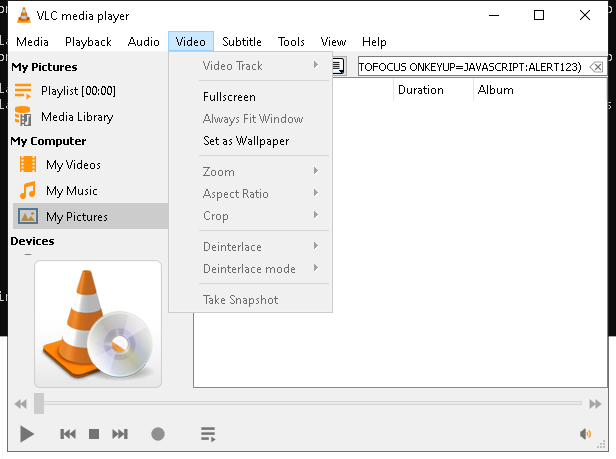 VLC media player
Media Playback Audio Video Subtitle Tools View Help
My Pictures
Playlist [00:00]
Media Library
My Computer
My Videos
My Music
My Pictures
Devices
Video Track
Fullscreen
Always Fit Window
Set as Wallpaper
Zoom
Aspect Ratio
Crop
Deinterlace
Deinterlace mode
Take Snapshot
TOFOCUS ONKEYUP=JAVASCRIPT:ALERT123)
Duration Album